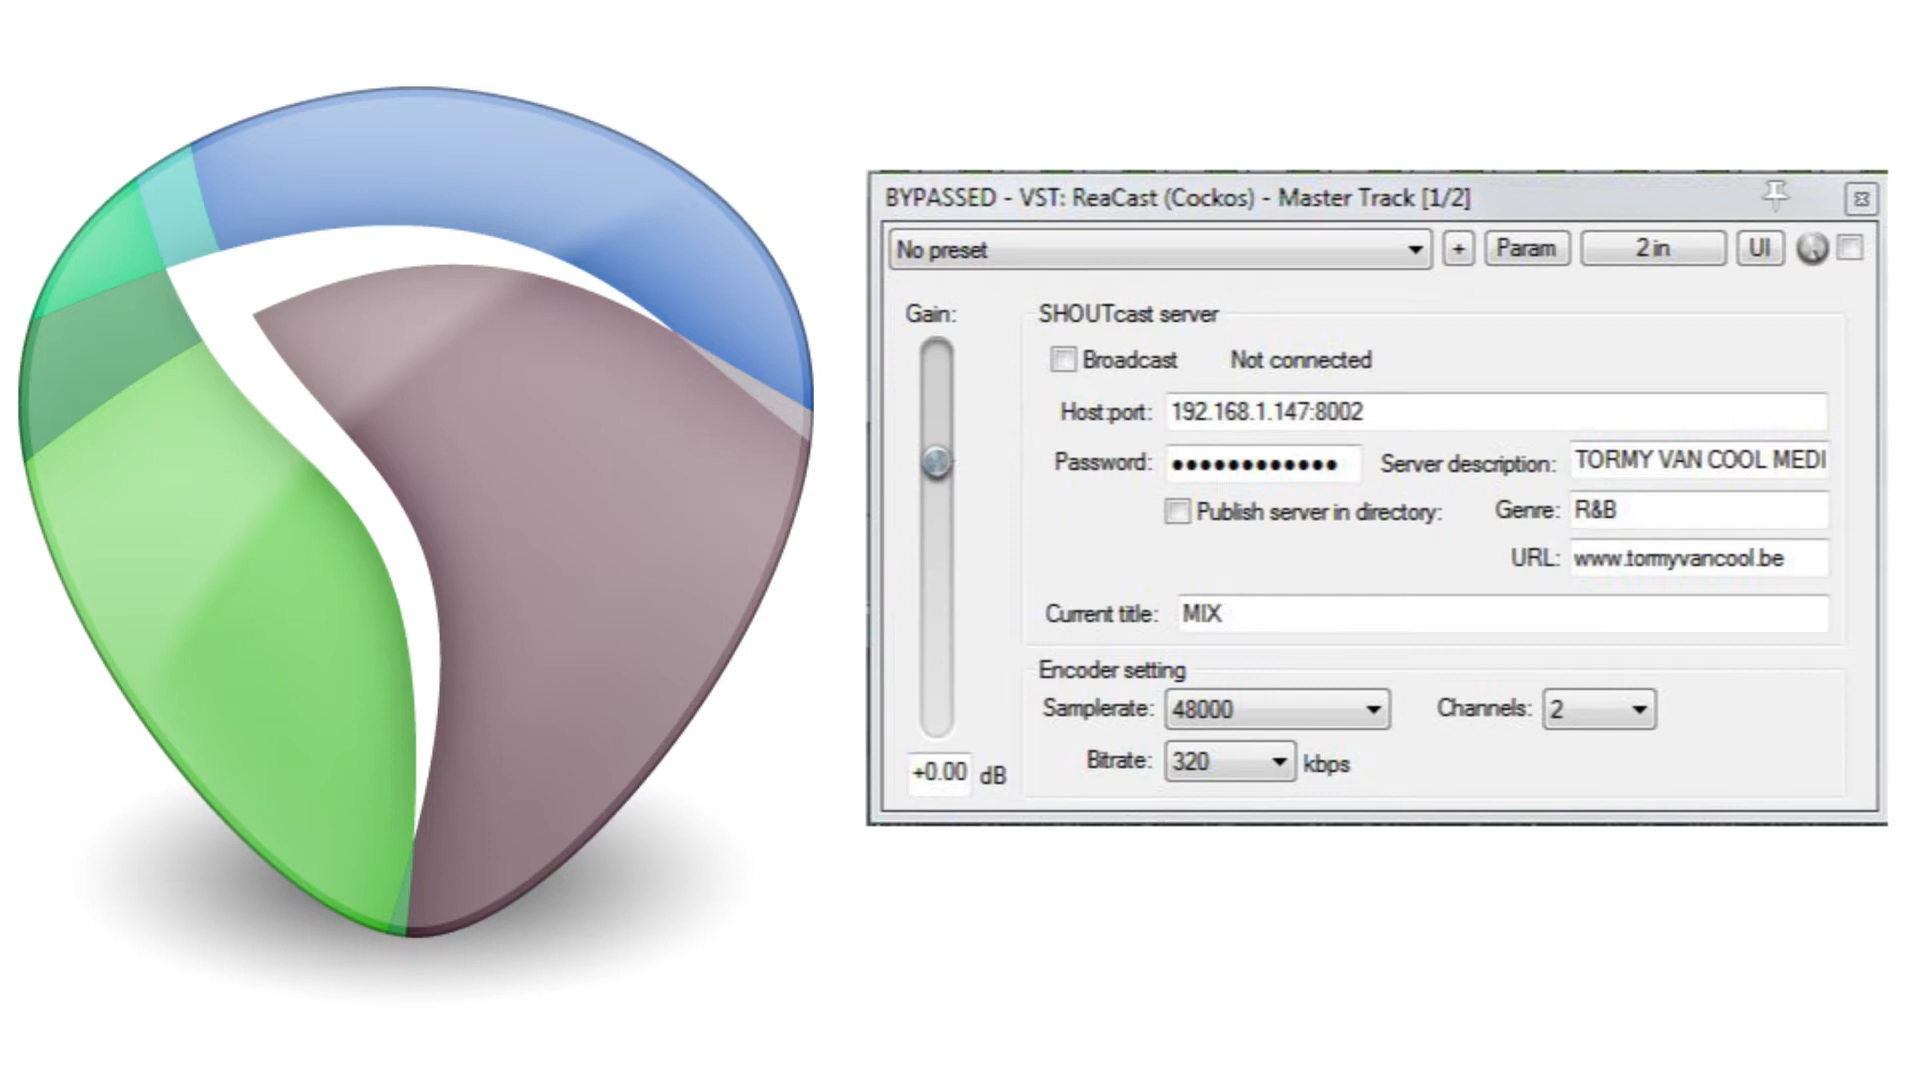 BYPASSED - VST: ReaCast (Cockos) - Master Track [1/2]
No preset + Param 2 in UI
Gain: SHOUTcast server
Broadcast Not connected
Host:port: 192.168.1.147:8002
Password: ●●●●●●●●●●●● Server description: TORMY VAN COOL MEDI
Publish server in directory: Genre: R&B
URL: www.tormyvancool.be
Current title: MIX
Encoder setting
Samplerate: 48000 Channels: 2
Bitrate: 320 kbps
+0.00 dB